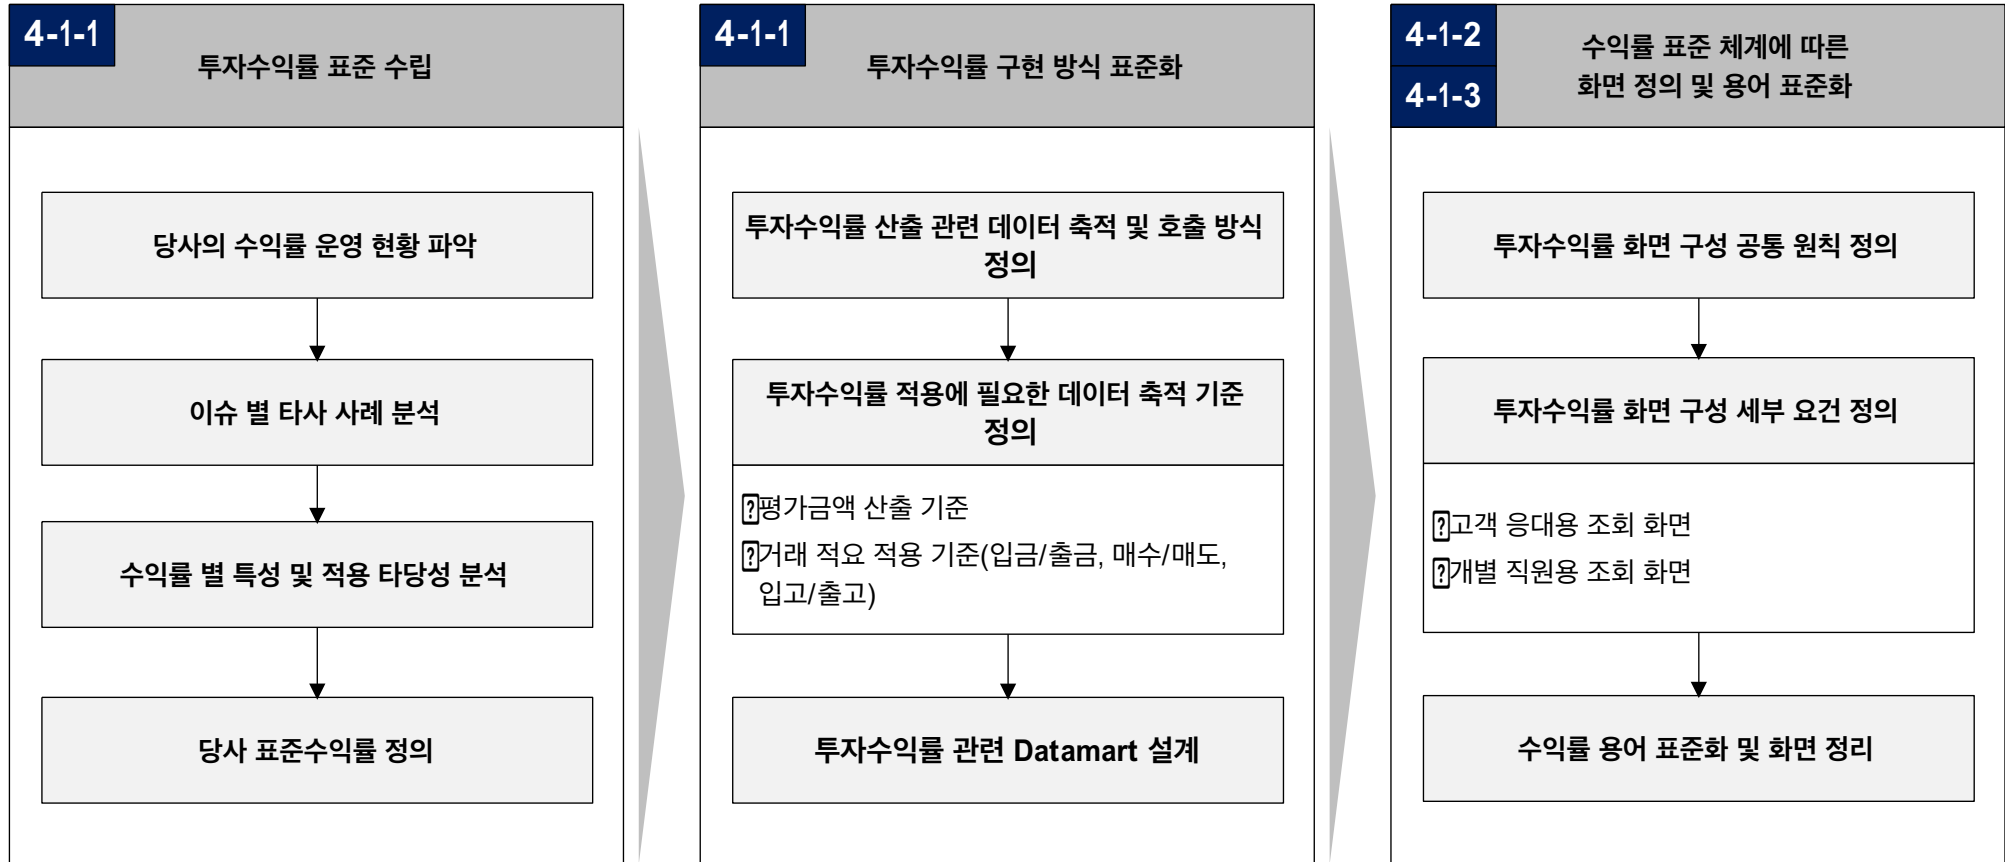 4-1-1
투자수익률 표준 수립
당사의 수익률 운영 현황 파악
이슈 별 타사 사례 분석
수익률 별 특성 및 적용 타당성 분석
당사 표준수익률 정의
4-1-1
투자수익률 구현 방식 표준화
투자수익률 산출 관련 데이터 축적 및 호출 방식
정의
투자수익률 적용에 필요한 데이터 축적 기준
정의
⍰평가금액 산출 기준
⍰거래 적요 적용 기준(입금/출금, 매수/매도,
입고/출고)
투자수익률 관련 Datamart 설계
4-1-2
4-1-3
수익률 표준 체계에 따른
화면 정의 및 용어 표준화
투자수익률 화면 구성 공통 원칙 정의
투자수익률 화면 구성 세부 요건 정의
⍰고객 응대용 조회 화면
⍰개별 직원용 조회 화면
수익률 용어 표준화 및 화면 정리